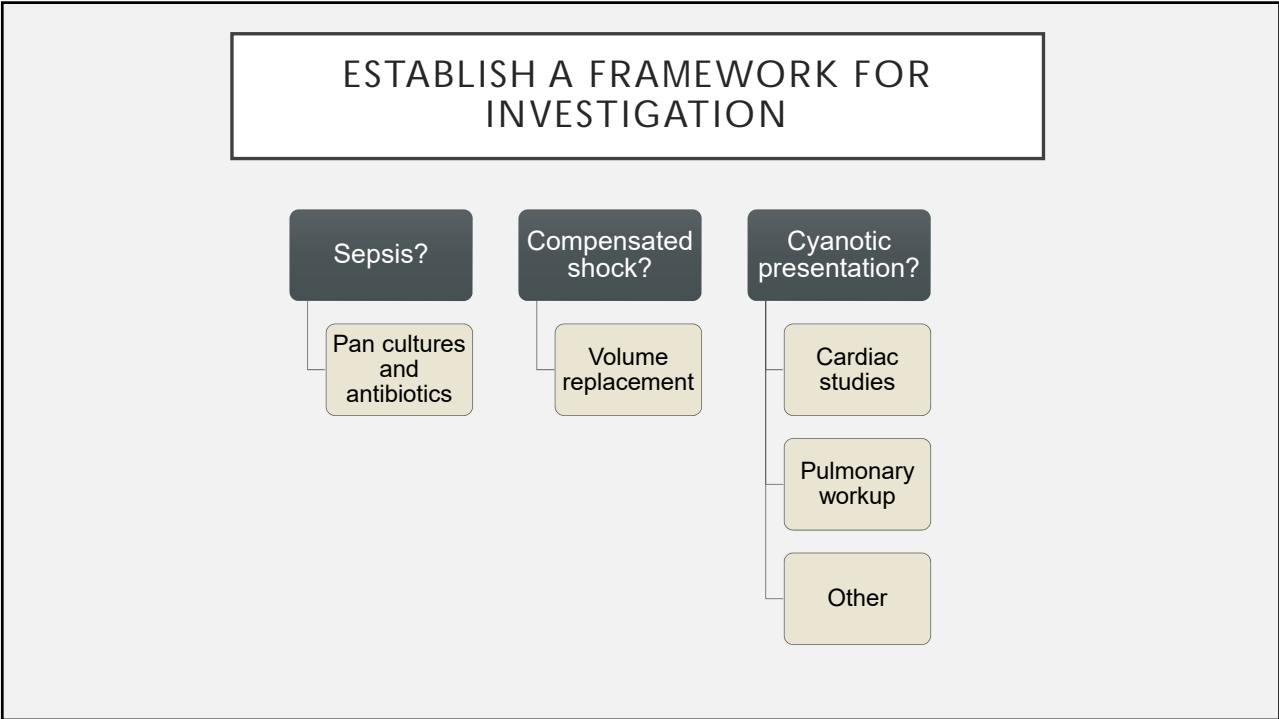 ESTABLISH A FRAMEWORK FOR
INVESTIGATION
Sepsis?
Pan cultures
and
antibiotics
Compensated
shock?
Volume
replacement
Cyanotic
presentation?
Cardiac
studies
Pulmonary
workup
Other